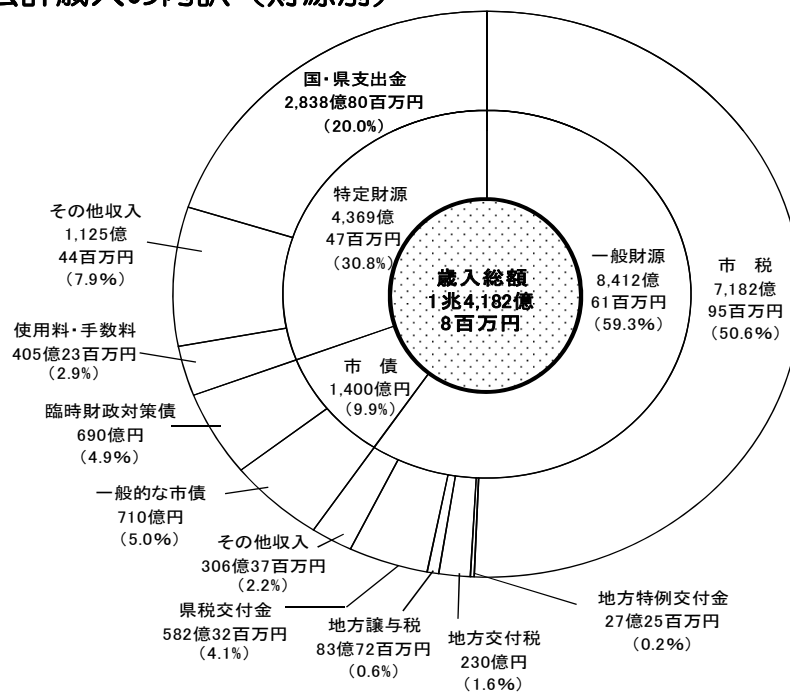 国・県支出金
2,838億80百万円
（20.0%）
特定財源
4,369億
47百万円
（30.8%）
その他収入
1,125億
44百万円
（7.9%）
一般財源
8,412億
61百万円
（59.3%）
市　税
7,182億
95百万円
（50.6%）
歳入総額
1兆4,182億
8百万円
使用料・手数料
405億23百万円
（2.9%）
市　債
1,400億円
（9.9%）
臨時財政対策債
690億円
（4.9%）
一般的な市債
710億円
（5.0%）
その他収入
306億37百万円
（2.2%）
県税交付金
582億32百万円
（4.1%）
地方譲与税
83億72百万円
（0.6%）
地方交付税
230億円
（1.6%）
地方特例交付金
27億25百万円
（0.2%）